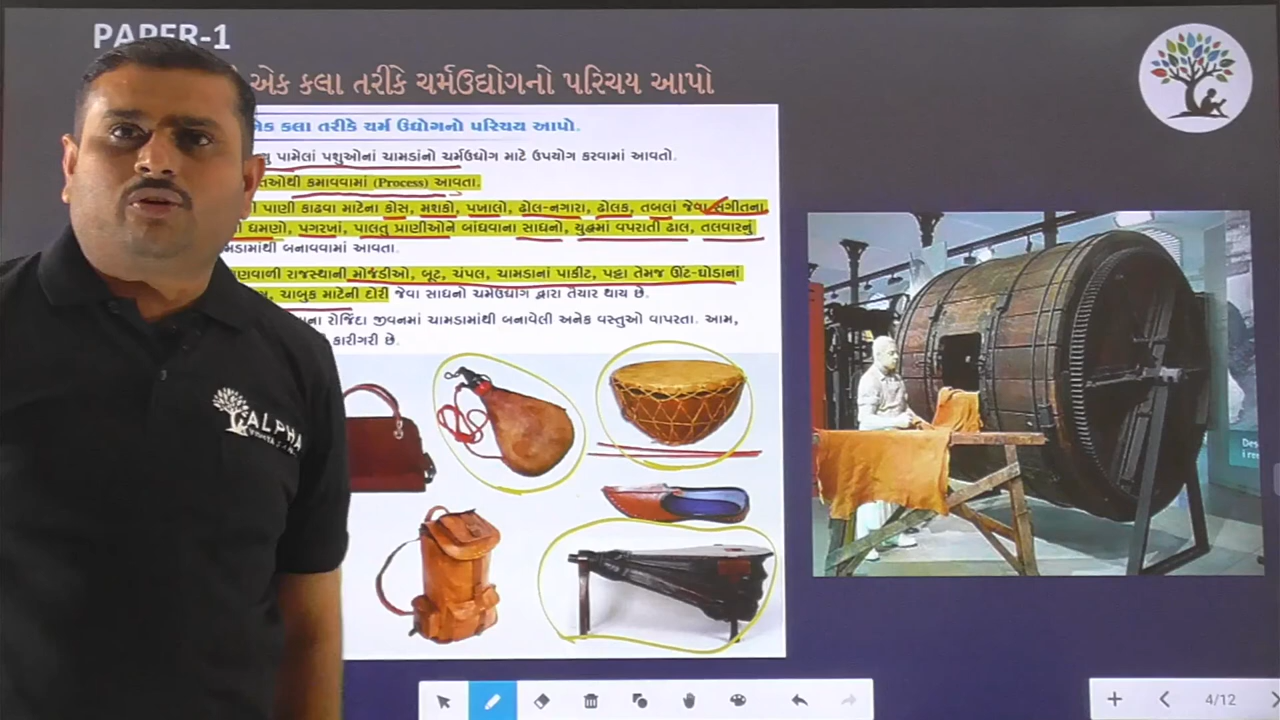 PAPER-1
એક કલા તરીકે ચર્મઉદ્યોગનો પરિચય આપો
કલા તરીકે ચર્મ ઉદ્યોગનો પરિચય આપો.
પામેલાં પશુઓનાં ચામડાંનો ચર્મઉદ્યોગ માટે ઉપયોગ કરવામાં આવતો.
કમાવવામાં (Process) આવતા.
પાણી કાઢવા માટેના કોસ, મશકો, પખાલો, ઢોલ-નગારા, ઢોલક, તબલાં જેવા સંગીતના
ધમણો, પગરખાં, પાલતુ પ્રાણીઓને બાંધવાના સાધનો, યુદ્ધમાં વપરાતી ઢાલ, તલવારનું
બનાવવામાં આવતા.
રાજસ્થાની મોજડીઓ, બૂટ, ચંપલ, ચામડાનાં પાકીટ, પટ્ટા તેમજ ઊંટ-ઘોડાનાં
ચાબુક માટેની દોરી જેવા સાધનો ચર્મઉદ્યોગ દ્વારા તૈયાર થાય છે.
રોજિંદા જીવનમાં ચામડામાંથી બનાવેલી અનેક વસ્તુઓ વાપરતા. આમ,
કારીગરી છે.
ALPHA
4/12